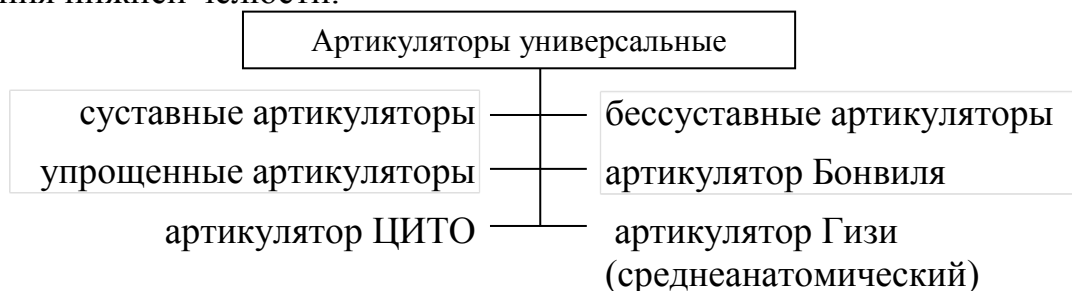 Артикуляторы универсальные
суставные артикуляторы
бессуставные артикуляторы
упрощенные артикуляторы
артикулятор Бонвиля
артикулятор ЦИТО
артикулятор Гизи
(среднеанатомический)